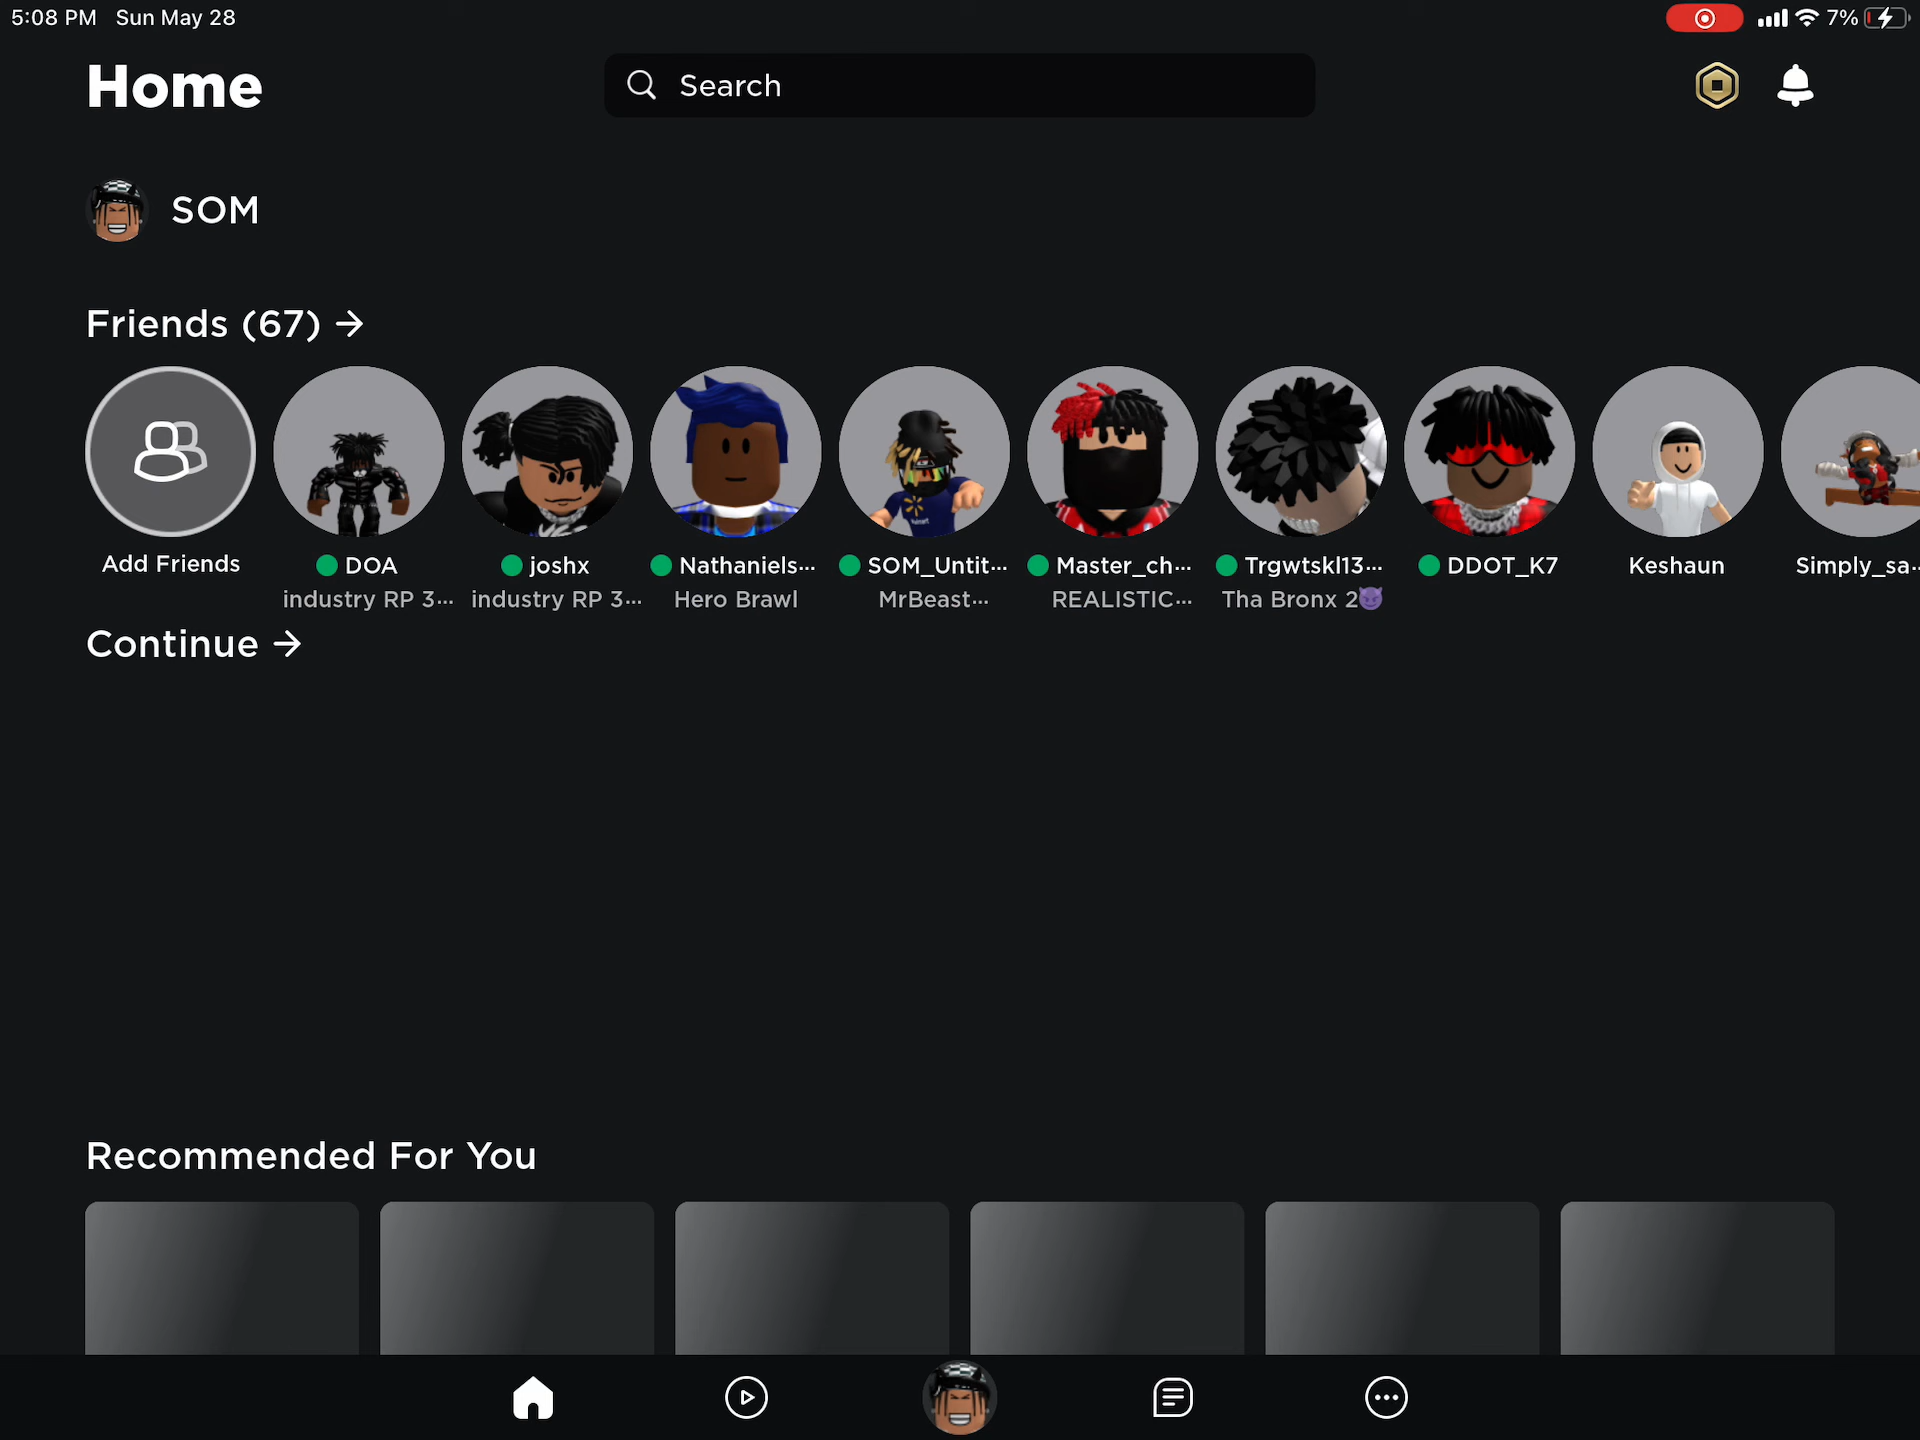 5:08 PM Sun May 28
7%
Home
Search
SOM
Friends (67) →
Add Friends
DOA
joshx
Nathaniels...
SOM_Untit...
Master_ch...
Trgwtskl13...
DDOT_K7
Keshaun
Simply_sa..
industry RP 3...
industry RP 3...
Hero Brawl
MrBeast...
REALISTIC...
Tha Bronx 2😈
Continue →
Recommended For You